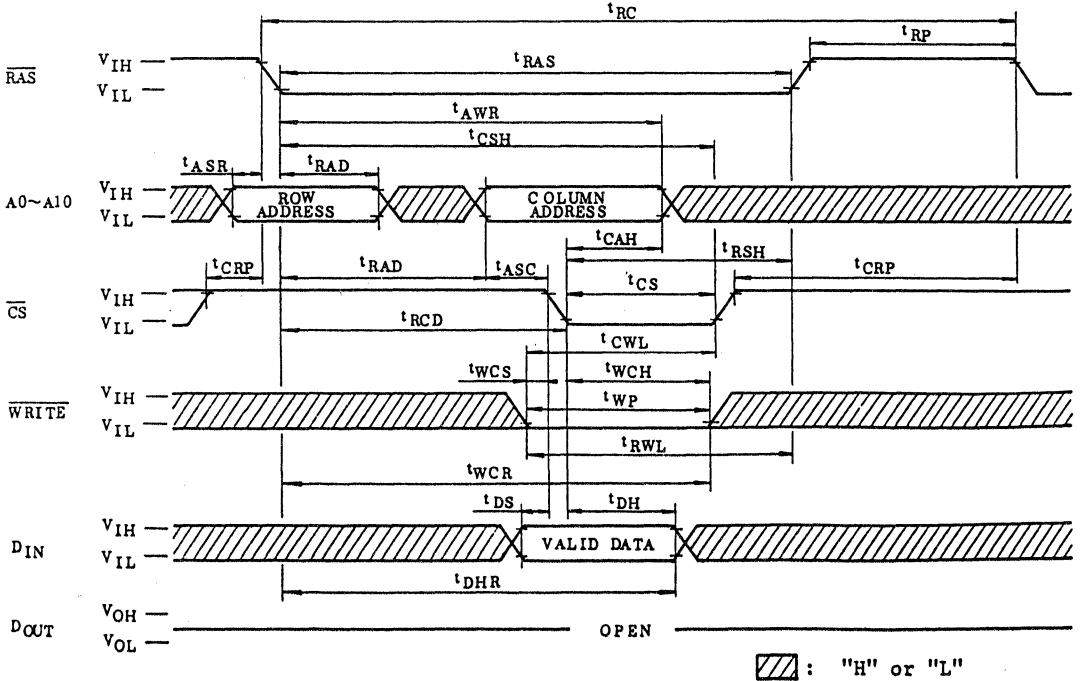 tRC
tRP
RAS VIH
VIL
tRAS
tAWR
tCSH
tASR
tRAD
A0~A10 VIH
VIL
ROW
ADDRESS
COLUMN
ADDRESS
tCAH
tRSH
tCRP
tRAD
tASC
tCRP
CS VIH
VIL
tCS
tRCD
tCWL
tWCS
tWCH
WRITE VIH
VIL
tWP
tRWL
tWCR
tDS
tDH
DIN VIH
VIL
VALID DATA
tDHR
DOUT VOH
VOL
OPEN
: "H" or "L"